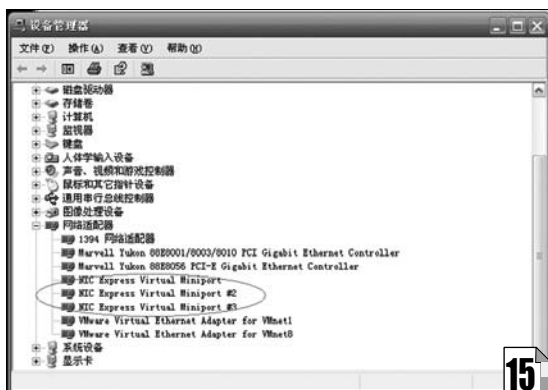 设备管理器
文件(F) 操作(A) 查看(V) 帮助(H)
磁盘驱动器
存储卷
计算机
监视器
键盘
人体学输入设备
声音、视频和游戏控制器
鼠标和其它指针设备
通用串行总线控制器
图像处理设备
网络适配器
1394 网络适配器
Marvell Yukon 88E8001/8003/8010 PCI Gigabit Ethernet Controller
Marvell Yukon 88E8056 PCI-E Gigabit Ethernet Controller
NIC Express Virtual Miniport
NIC Express Virtual Miniport #2
NIC Express Virtual Miniport #3
VMware Virtual Ethernet Adapter for VMnet1
VMware Virtual Ethernet Adapter for VMnet8
系统设备
显示卡
15